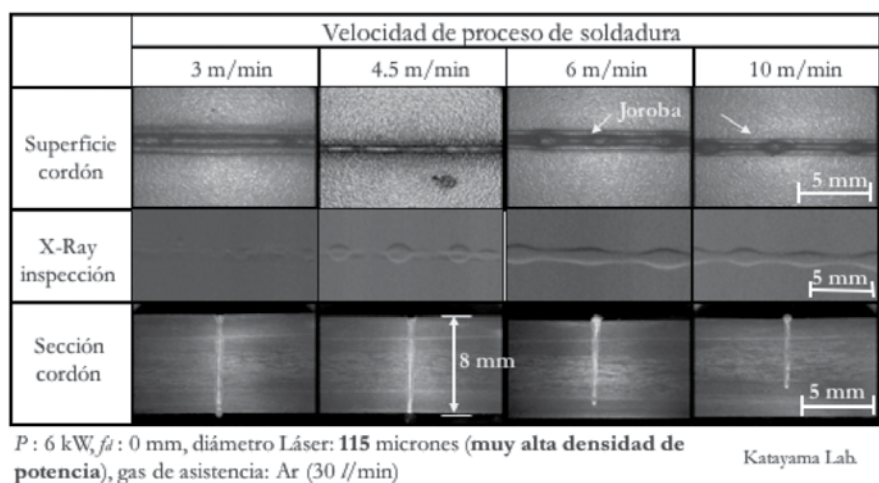 Velocidad de proceso de soldadura
3 m/min 4.5 m/min 6 m/min 10 m/min
Superficie
cordón
Joroba
5 mm
X-Ray
inspección
5 mm
Sección
cordón
8 mm
5 mm
P : 6 kW, fd : 0 mm, diámetro Láser: 115 micrones (muy alta densidad de
potencia), gas de asistencia: Ar (30 l/min)
Katayama Lab.